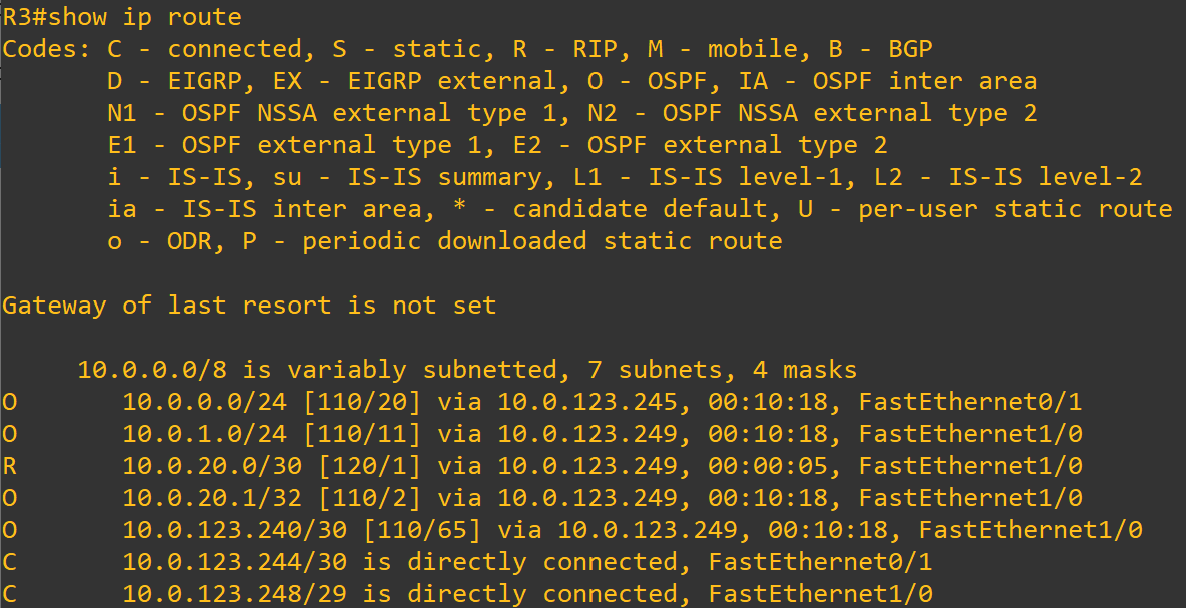 R3#show ip route
Codes: C - connected, S - static, R - RIP, M - mobile, B - BGP
       D - EIGRP, EX - EIGRP external, O - OSPF, IA - OSPF inter area
       N1 - OSPF NSSA external type 1, N2 - OSPF NSSA external type 2
       E1 - OSPF external type 1, E2 - OSPF external type 2
       i - IS-IS, su - IS-IS summary, L1 - IS-IS level-1, L2 - IS-IS level-2
       ia - IS-IS inter area, * - candidate default, U - per-user static route
       o - ODR, P - periodic downloaded static route

Gateway of last resort is not set

     10.0.0.0/8 is variably subnetted, 7 subnets, 4 masks
O       10.0.0.0/24 [110/20] via 10.0.123.245, 00:10:18, FastEthernet0/1
O       10.0.1.0/24 [110/11] via 10.0.123.249, 00:10:18, FastEthernet1/0
R       10.0.20.0/30 [120/1] via 10.0.123.249, 00:00:05, FastEthernet1/0
O       10.0.20.1/32 [110/2] via 10.0.123.249, 00:10:18, FastEthernet1/0
O       10.0.123.240/30 [110/65] via 10.0.123.249, 00:10:18, FastEthernet1/0
C       10.0.123.244/30 is directly connected, FastEthernet0/1
C       10.0.123.248/29 is directly connected, FastEthernet1/0